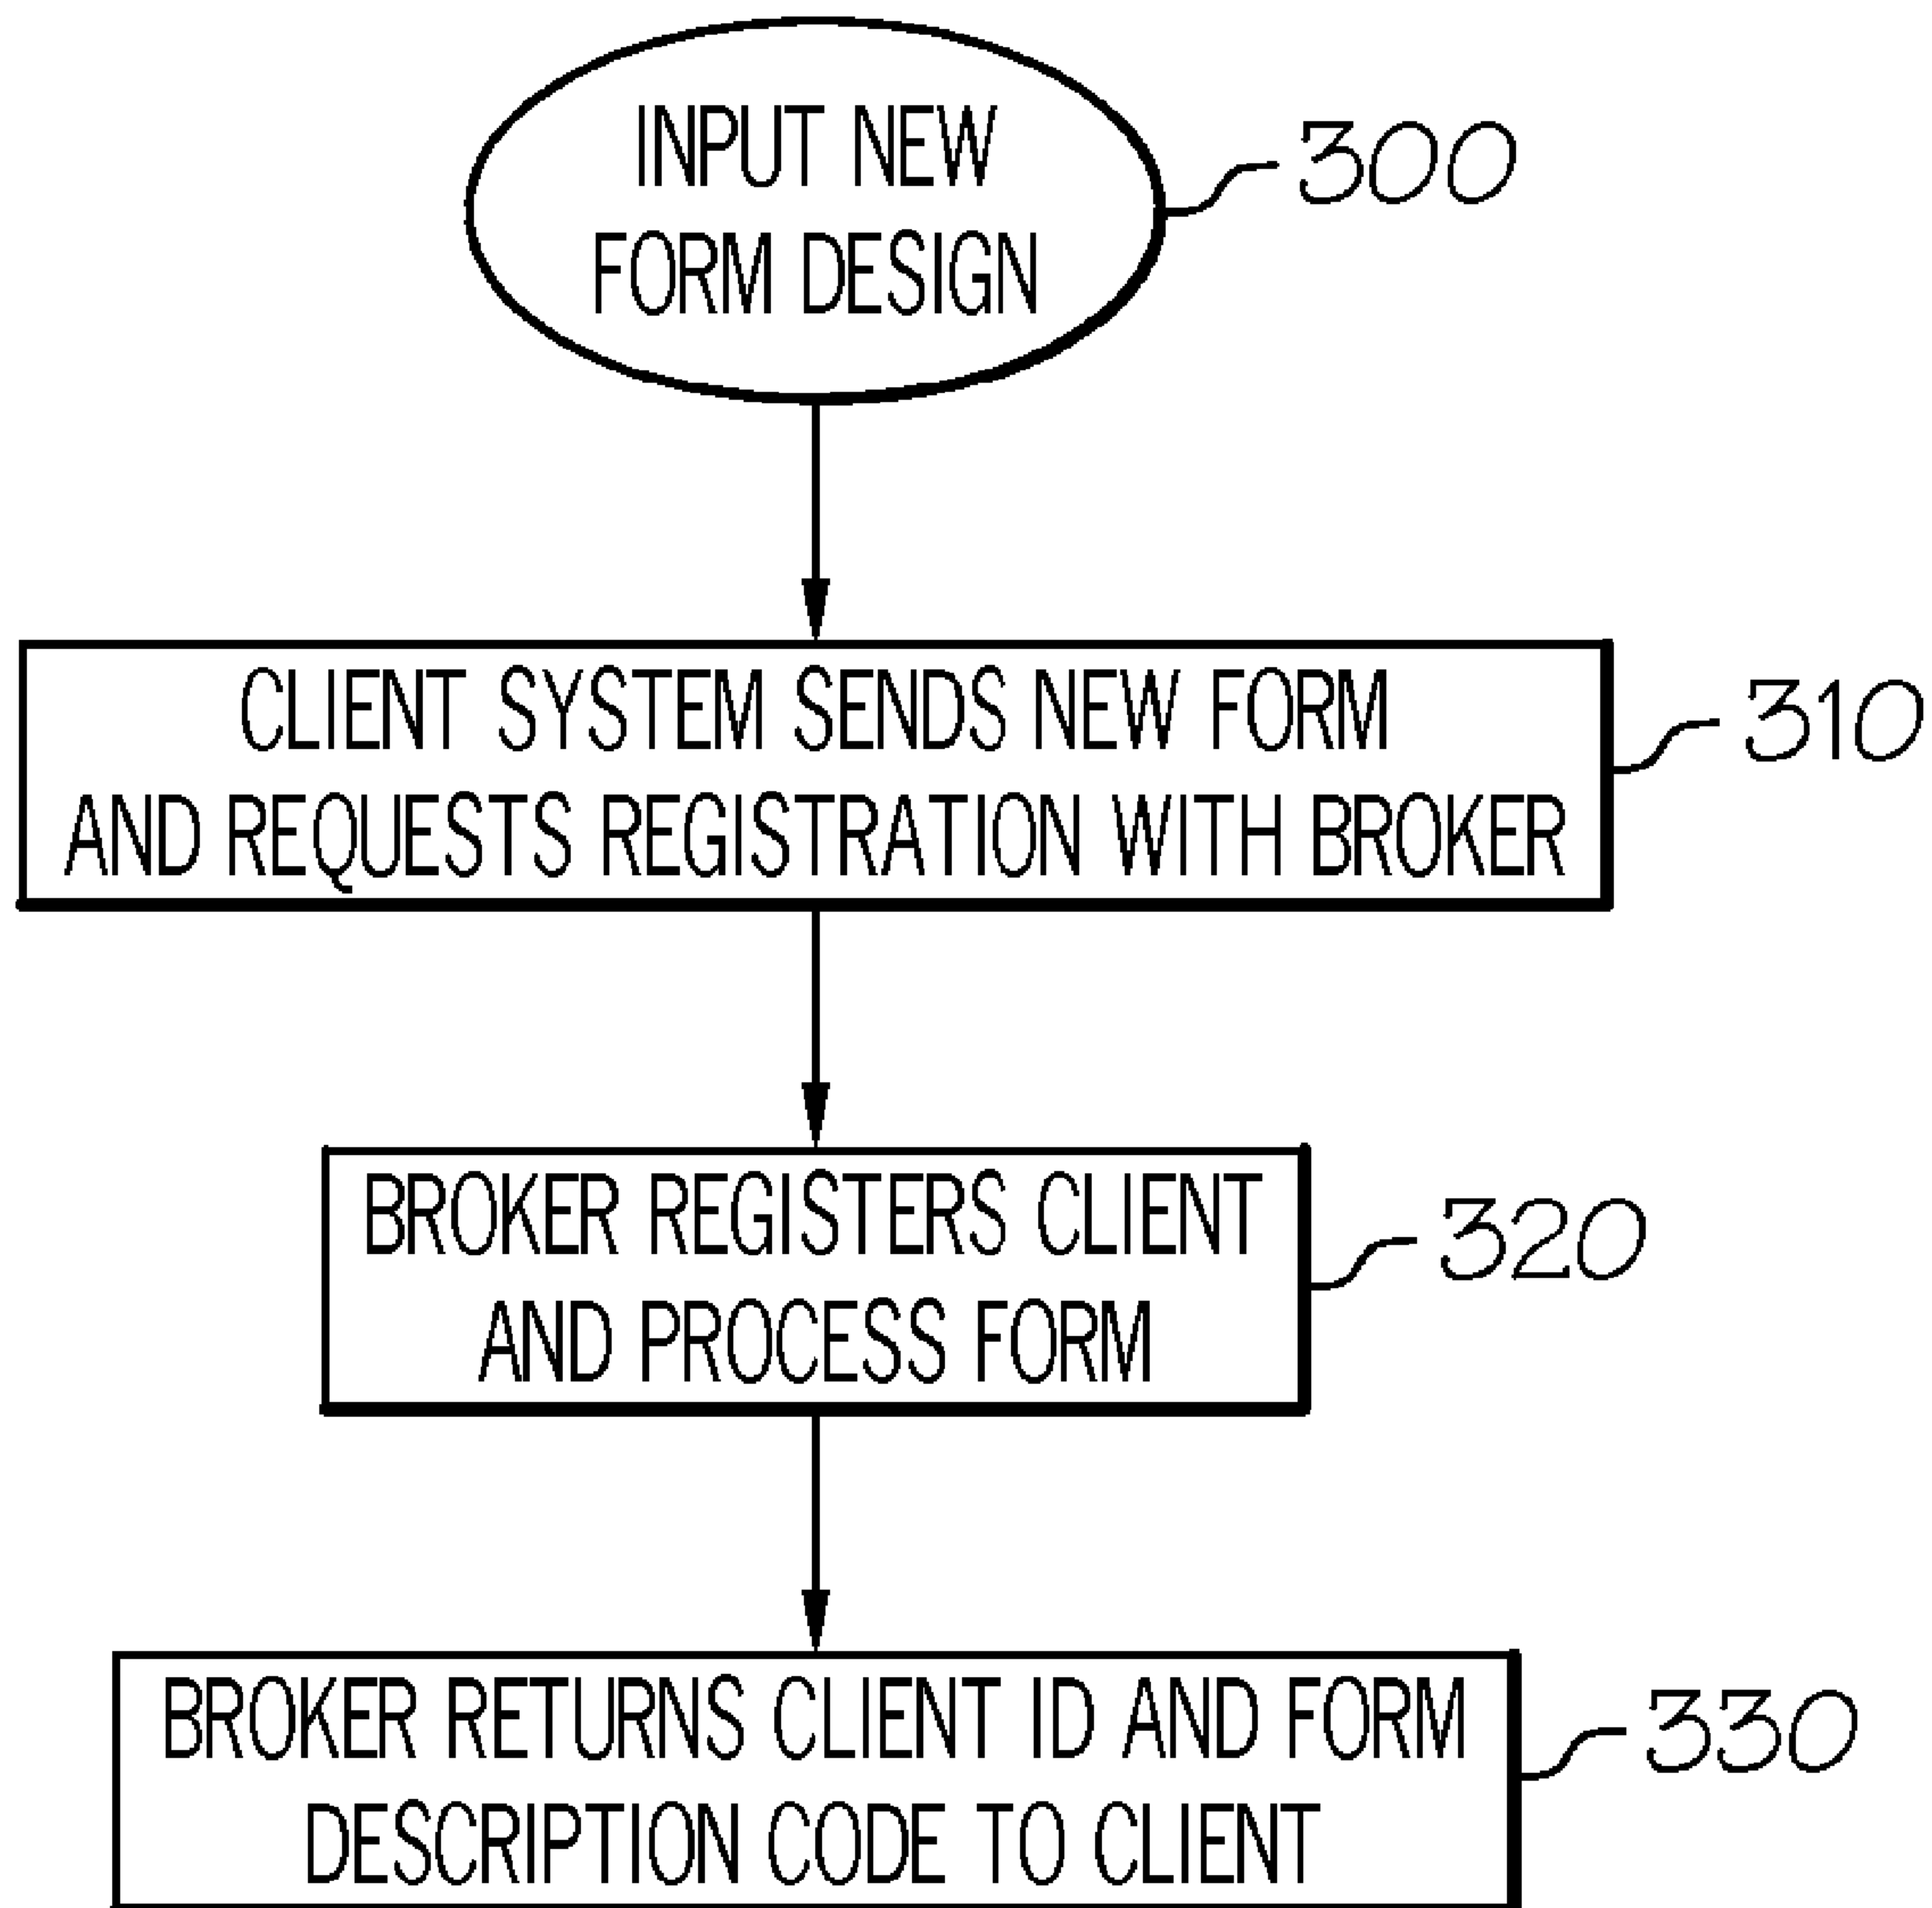 INPUT NEW
FORM DESIGN
300
CLIENT SYSTEM SENDS NEW FORM
AND REQUESTS REGISTRATION WITH BROKER
310
BROKER REGISTERS CLIENT
AND PROCESS FORM
320
BROKER RETURNS CLIENT ID AND FORM
DESCRIPTION CODE TO CLIENT
330